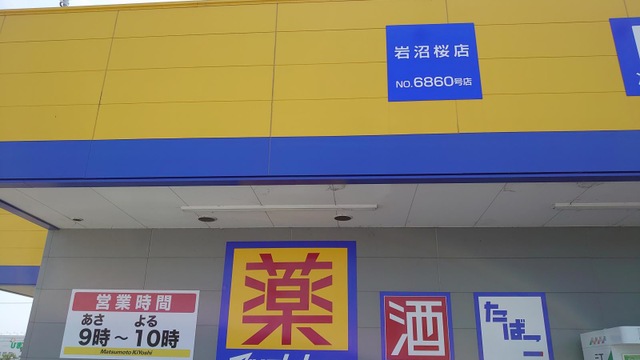 岩沼桜店
NO.6860号店
営業時間
あさ よる
9時～10時
Matsumoto KiYoshi
薬
酒
たばこ